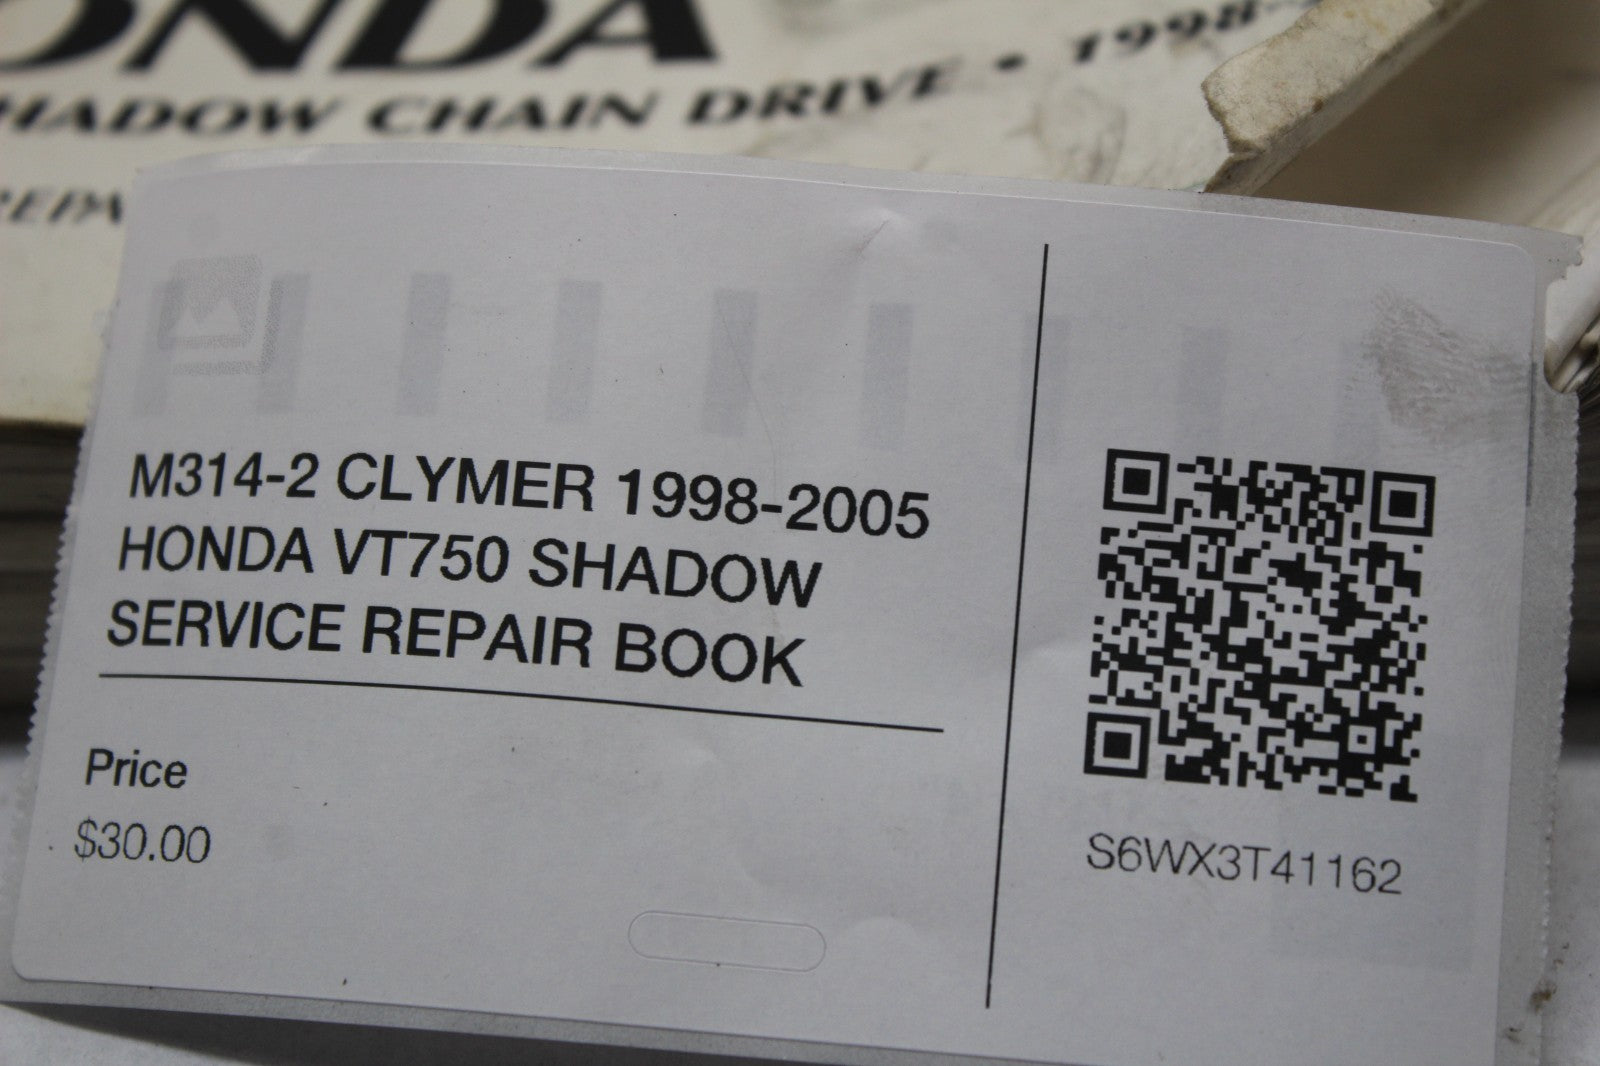 ONDA
HADOW CHAIN DRIVE • 1998-
REPA
M314-2 CLYMER 1998-2005
HONDA VT750 SHADOW
SERVICE REPAIR BOOK
Price
$30.00
S6WX3T41162